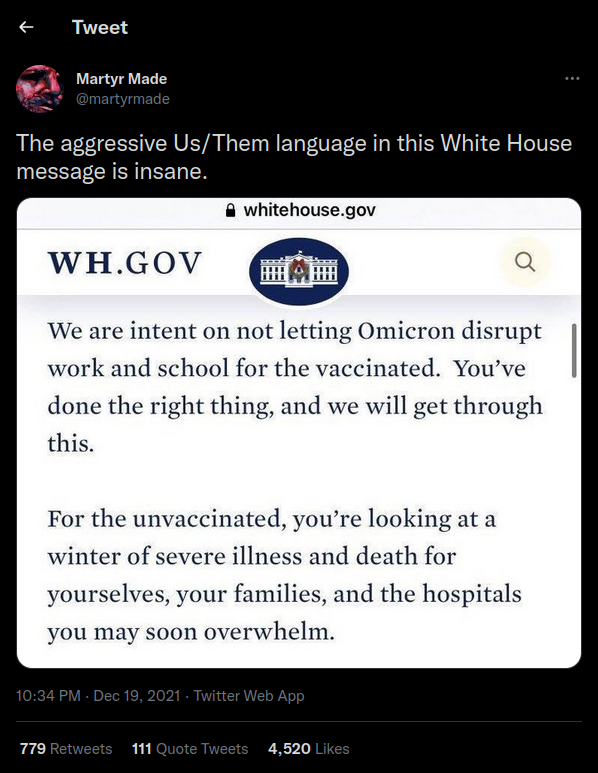 Tweet
Martyr Made
@martyrmade
The aggressive Us/Them language in this White House
message is insane.
whitehouse.gov
WH.GOV
We are intent on not letting Omicron disrupt
work and school for the vaccinated.  You’ve
done the right thing, and we will get through
this.
For the unvaccinated, you’re looking at a
winter of severe illness and death for
yourselves, your families, and the hospitals
you may soon overwhelm.
10:34 PM · Dec 19, 2021 · Twitter Web App
779 Retweets 111 Quote Tweets 4,520 Likes